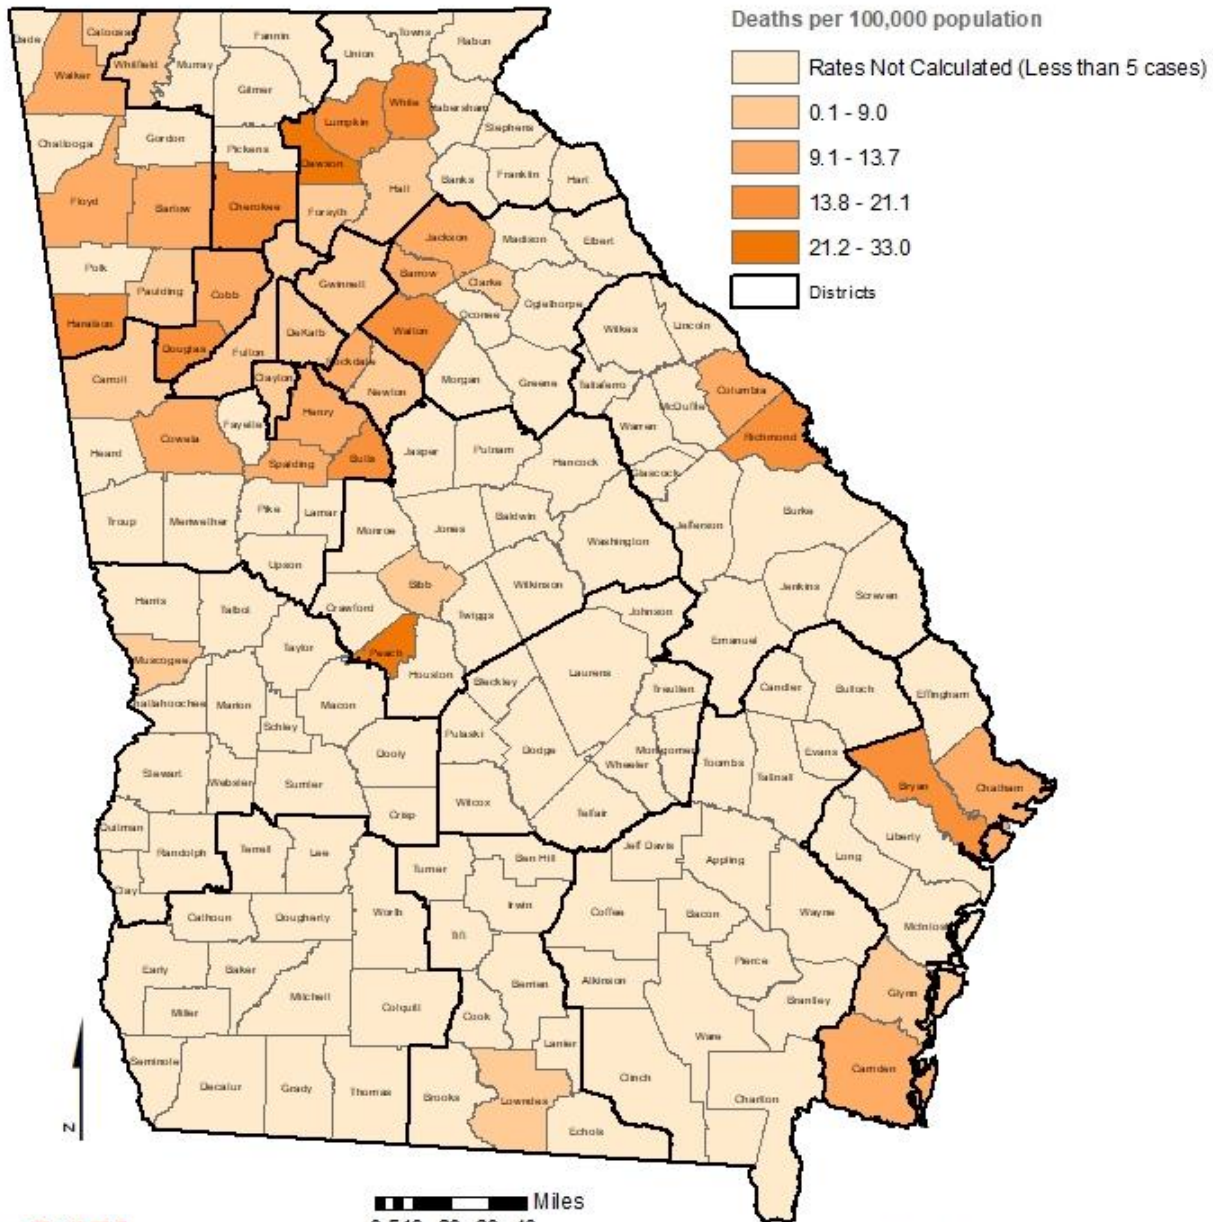 Deaths per 100,000 population
Rates Not Calculated (Less than 5 cases)
0.1 - 9.0
9.1 - 13.7
13.8 - 21.1
21.2 - 33.0
Districts
Dade
Catoosa
Whitfield
Murray
Fannin
Union
Towns
Rabun
Walker
Gilmer
Lumpkin
White
Habersham
Stephens
Chattooga
Gordon
Pickens
Dawson
Hall
Banks
Franklin
Hart
Floyd
Bartow
Cherokee
Forsyth
Jackson
Madison
Elbert
Polk
Paulding
Cobb
Gwinnett
Barrow
Clarke
Oconee
Oglethorpe
Wilkes
Lincoln
Haralson
Douglas
Fulton
DeKalb
Walton
Rockdale
Carroll
Clayton
Newton
Morgan
Greene
Taliaferro
McDuffie
Columbia
Coweta
Fayette
Henry
Warren
Richmond
Heard
Spalding
Butts
Jasper
Putnam
Hancock
Glascock
Troup
Meriwether
Pike
Lamar
Monroe
Jones
Baldwin
Washington
Jefferson
Burke
Upson
Bibb
Wilkinson
Jenkins
Screven
Harris
Talbot
Crawford
Twiggs
Johnson
Emanuel
Muscogee
Taylor
Peach
Houston
Bleckley
Laurens
Treutlen
Candler
Bulloch
Effingham
hattahoochee
Marion
Macon
Schley
Pulaski
Dodge
Wheeler
Montgomery
Toombs
Tattnall
Evans
Stewart
Webster
Sumter
Dooly
Bryan
Chatham
Crisp
Wilcox
Telfair
Quitman
Randolph
Terrell
Lee
Turner
Ben Hill
Jeff Davis
Appling
Long
Liberty
Clay
Calhoun
Dougherty
Worth
Irwin
Coffee
Bacon
Wayne
McIntosh
Tift
Early
Baker
Mitchell
Berrien
Atkinson
Pierce
Brantley
Glynn
Miller
Colquitt
Cook
Lanier
Ware
Seminole
Decatur
Grady
Thomas
Brooks
Lowndes
Clinch
Charlton
Camden
Echols
N
Miles